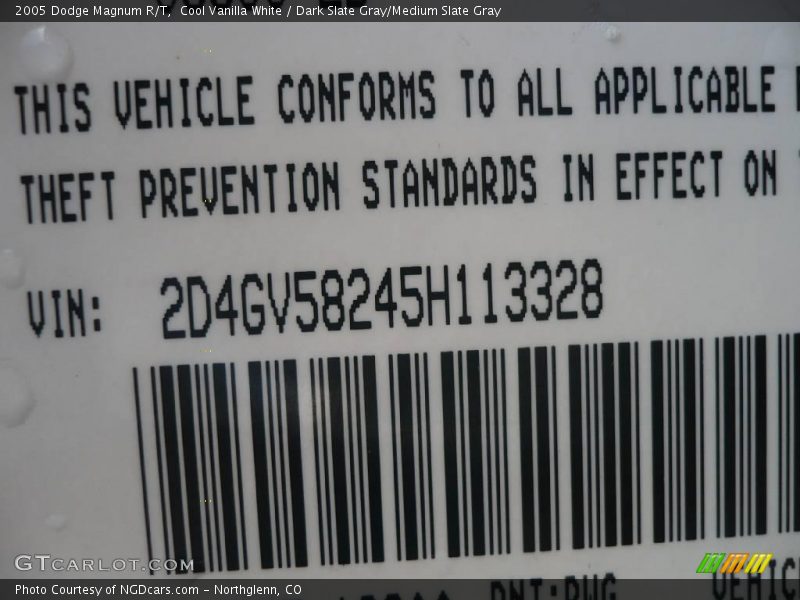 2005 Dodge Magnum R/T, Cool Vanilla White / Dark Slate Gray/Medium Slate Gray
THIS VEHICLE CONFORMS TO ALL APPLICABLE
THEFT PREVENTION STANDARDS IN EFFECT ON
VIN: 2D4GV58245H113328
GTCARLOT.COM
Photo Courtesy of NGDcars.com – Northglenn, CO